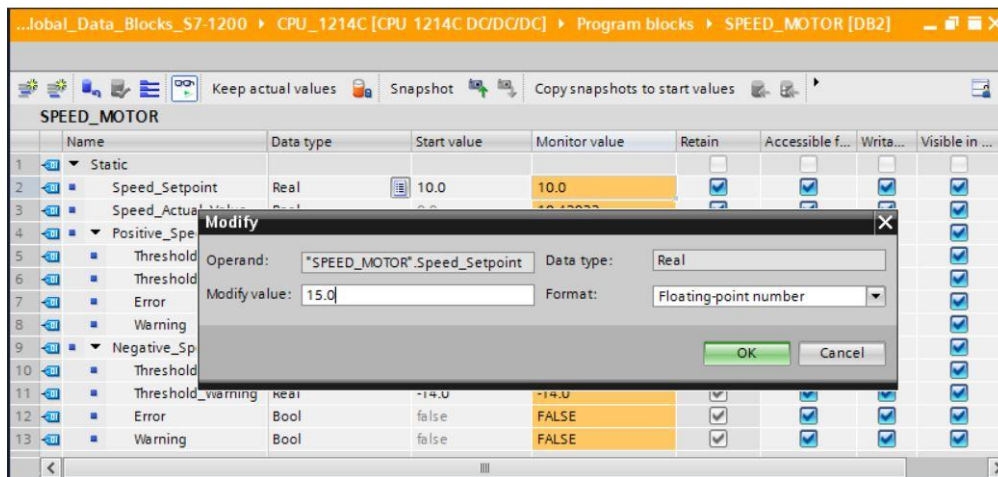 ...lobal_Data_Blocks_S7-1200 ▸ CPU_1214C [CPU 1214C DC/DC/DC] ▸ Program blocks ▸ SPEED_MOTOR [DB2]
Keep actual values Snapshot Copy snapshots to start values
SPEED_MOTOR
Name Data type Start value Monitor value Retain Accessible f... Writa... Visible in ...
1 Static
2 Speed_Setpoint Real 10.0 10.0
3 Speed_Actual_Value Real 0.0
4 Positive_Spe
5 Threshold
6 Threshold
7 Error
8 Warning
9 Negative_Sp
10 Threshold
11 Threshold_Warning Real -14.0 -14.0
12 Error Bool false FALSE
13 Warning Bool false FALSE
Modify
Operand: "SPEED_MOTOR".Speed_Setpoint Data type: Real
Modify value: 15.0 Format: Floating-point number
OK Cancel